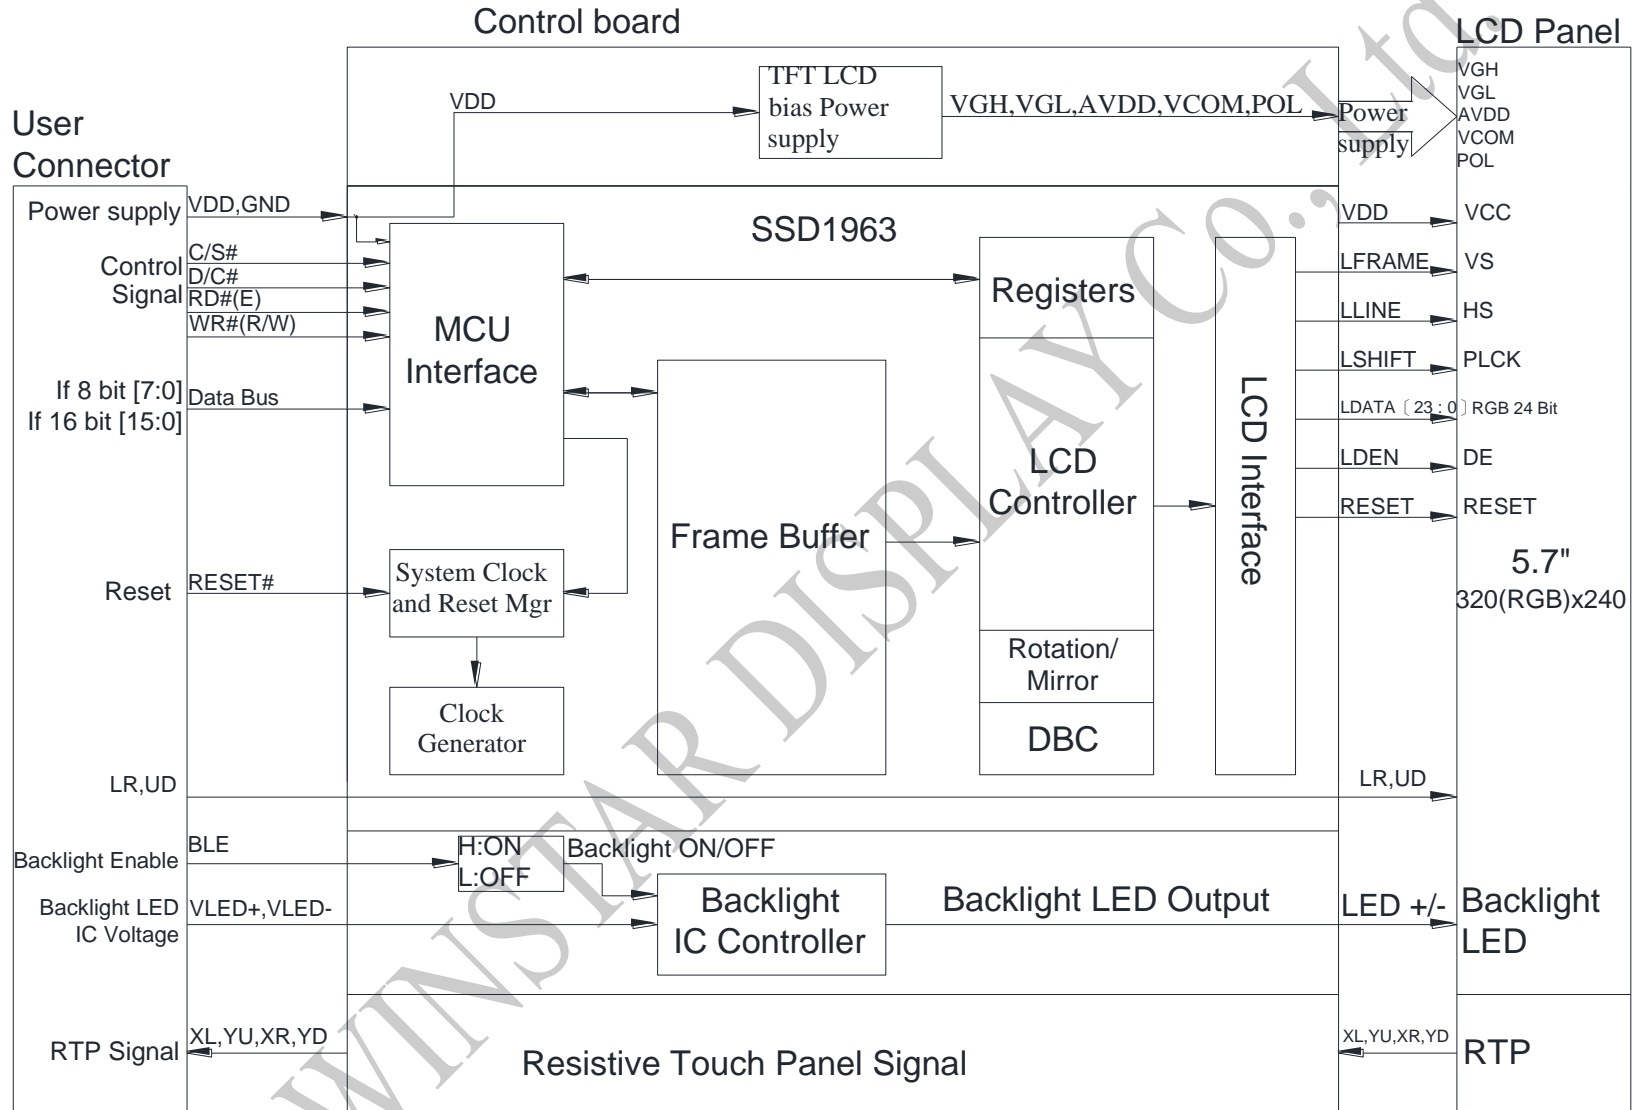 Control board
LCD Panel
User
Connector
VDD
TFT LCD
bias Power
supply
VGH,VGL,AVDD,VCOM,POL
Power
supply
VGH
VGL
AVDD
VCOM
POL
Power supply
VDD,GND
SSD1963
VDD
VCC
Control
Signal
C/S#
D/C#
RD#(E)
WR#(R/W)
MCU
Interface
Registers
LFRAME
VS
LLINE
HS
LSHIFT
PLCK
If 8 bit [7:0]
If 16 bit [15:0]
Data Bus
LDATA〔23:0〕RGB 24 Bit
LCD Interface
LCD
Controller
LDEN
DE
Frame Buffer
RESET
RESET
5.7"
320(RGB)x240
Reset
RESET#
System Clock
and Reset Mgr
Rotation/
Mirror
Clock
Generator
DBC
LR,UD
LR,UD
Backlight Enable
BLE
H:ON
L:OFF
Backlight ON/OFF
Backlight LED
IC Voltage
VLED+,VLED-
Backlight
IC Controller
Backlight LED Output
LED +/-
Backlight
LED
RTP Signal
XL,YU,XR,YD
Resistive Touch Panel Signal
XL,YU,XR,YD
RTP
WINSTAR DISPLAY Co., Ltd.